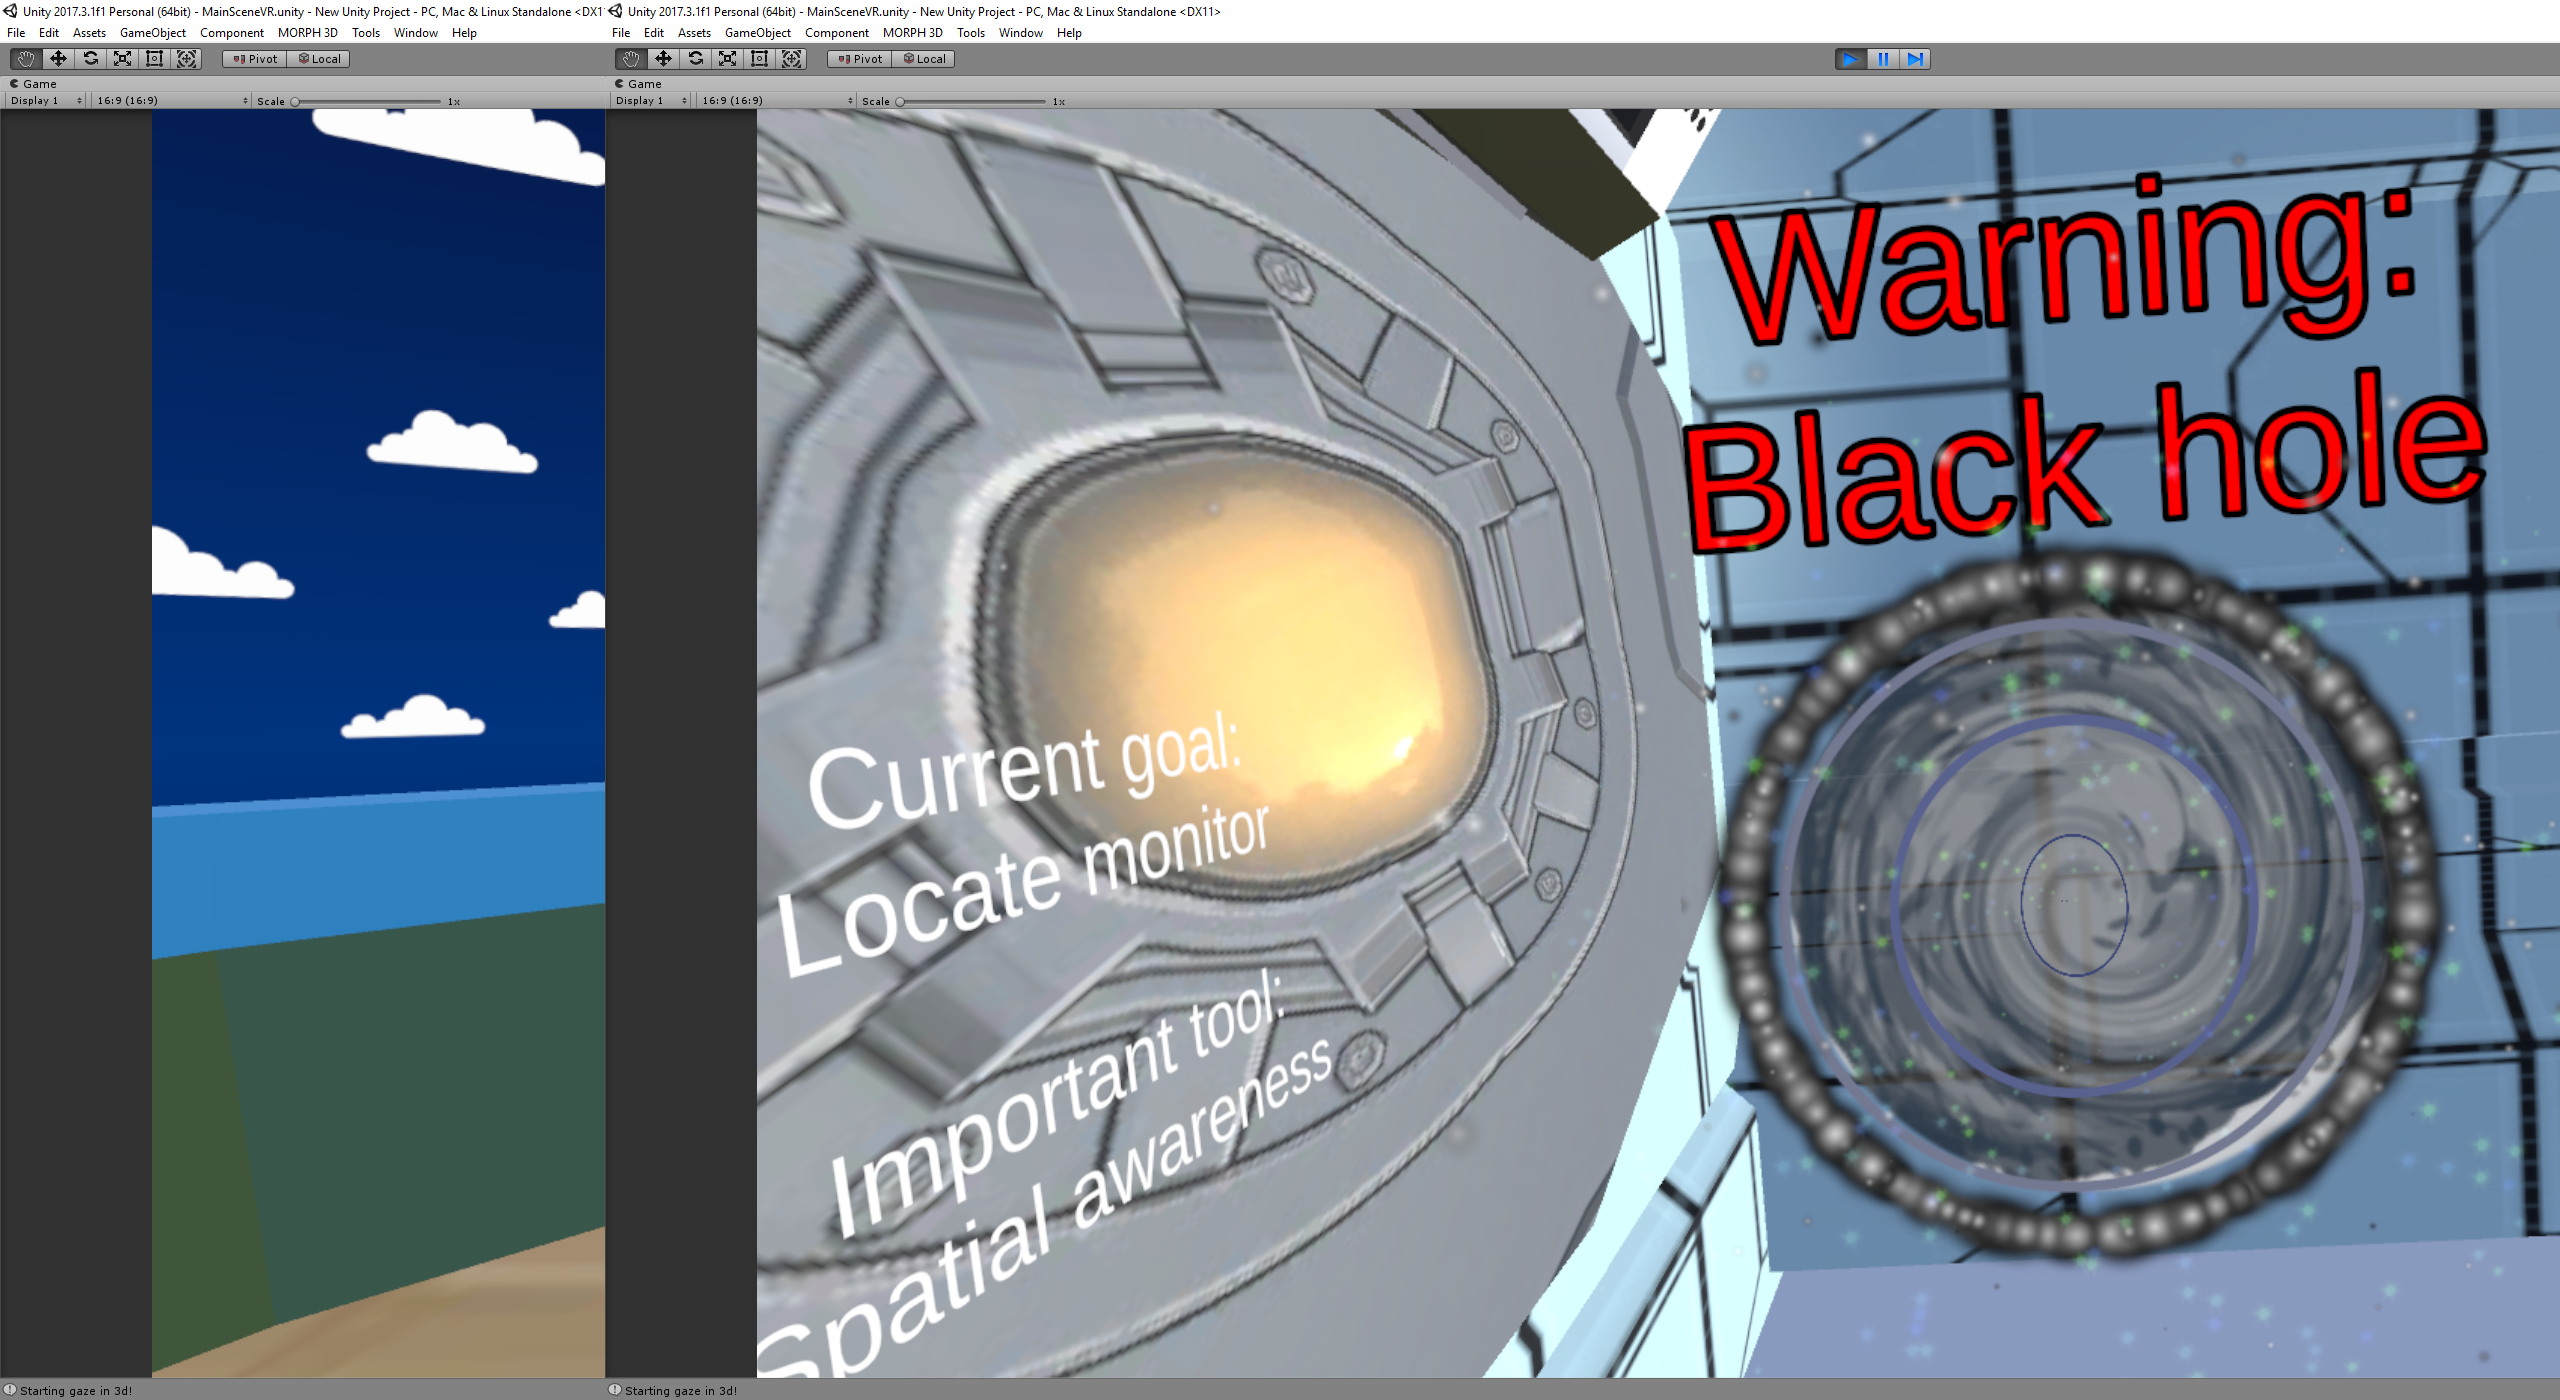 Unity 2017.3.1f1 Personal (64bit) - MainSceneVR.unity - New Unity Project - PC, Mac & Linux Standalone <DX1
File Edit Assets GameObject Component MORPH 3D Tools Window Help
Pivot Local
Game
Display 1 16:9 (16:9) Scale 1x
Starting gaze in 3d!
Unity 2017.3.1f1 Personal (64bit) - MainSceneVR.unity - New Unity Project - PC, Mac & Linux Standalone <DX11>
File Edit Assets GameObject Component MORPH 3D Tools Window Help
Pivot Local
Game
Display 1 16:9 (16:9) Scale 1x
Warning:
Black hole
Current goal:
Locate monitor
Important tool:
Spatial awareness
Starting gaze in 3d!